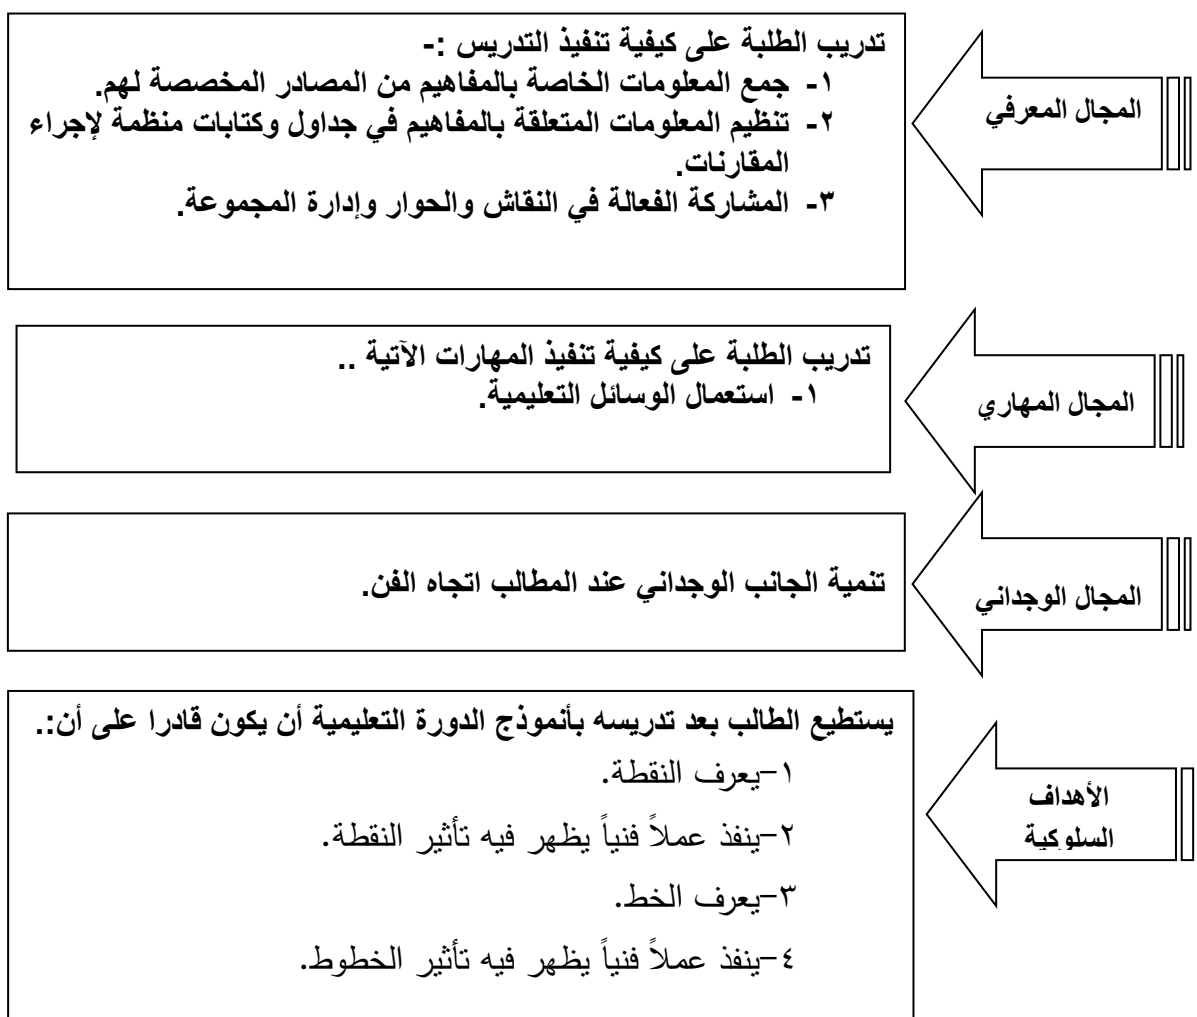 المجال المعرفي
تدريب الطلبة على كيفية تنفيذ التدريس :-
١- جمع المعلومات الخاصة بالمفاهيم من المصادر المخصصة لهم.
٢- تنظيم المعلومات المتعلقة بالمفاهيم في جداول وكتابات منظمة لإجراء
المقارنات.
٣- المشاركة الفعالة في النقاش والحوار وإدارة المجموعة.
المجال المهاري
تدريب الطلبة على كيفية تنفيذ المهارات الآتية ..
١- استعمال الوسائل التعليمية.
المجال الوجداني
تنمية الجانب الوجداني عند المطالب اتجاه الفن.
الأهداف
السلوكية
يستطيع الطالب بعد تدريسه بأنموذج الدورة التعليمية أن يكون قادرا على أن:.
١-يعرف النقطة.
٢-ينفذ عملاً فنياً يظهر فيه تأثير النقطة.
٣-يعرف الخط.
٤-ينفذ عملاً فنياً يظهر فيه تأثير الخطوط.